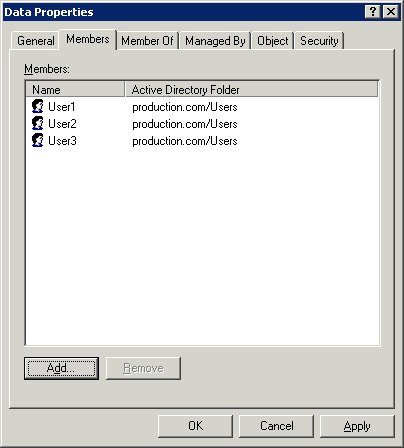 Data Properties
General Members Member Of Managed By Object Security
Members:
Name Active Directory Folder
User1 production.com/Users
User2 production.com/Users
User3 production.com/Users
Add... Remove
OK Cancel Apply